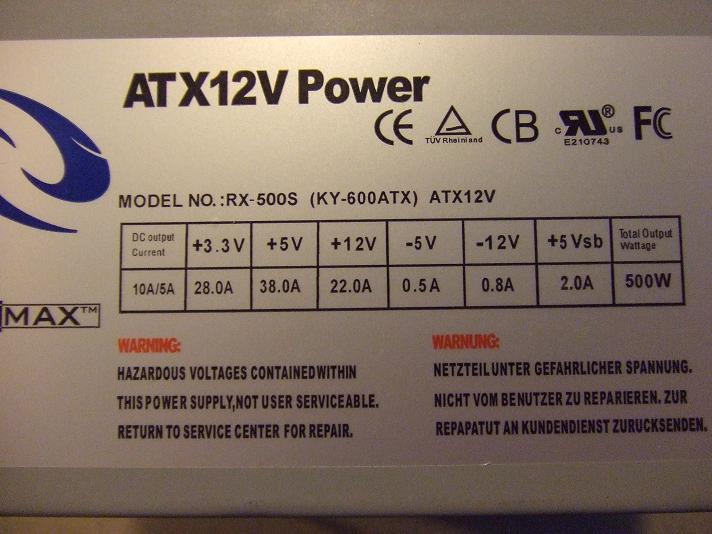 ATX12V Power
CE TÜV Rheinland CB c RU ® us E210743 FC
MODEL NO.:RX-500S (KY-600ATX) ATX12V
DC output Current +3.3V +5V +12V -5V -12V +5Vsb Total Output Wattage
10A/5A 28.0A 38.0A 22.0A 0.5A 0.8A 2.0A 500W
MAX™
WARNING:
HAZARDOUS VOLTAGES CONTAINEDWITHIN
THIS POWER SUPPLY,NOT USER SERVICEABLE.
RETURN TO SERVICE CENTER FOR REPAIR.
WARNUNG:
NETZTEIL UNTER GEFAHRLICHER SPANNUNG.
NICHT VOM BENUTZER ZU REPARIEREN. ZUR
REPAPATUT AN KUNDENDIENST ZURUCKSENDEN.